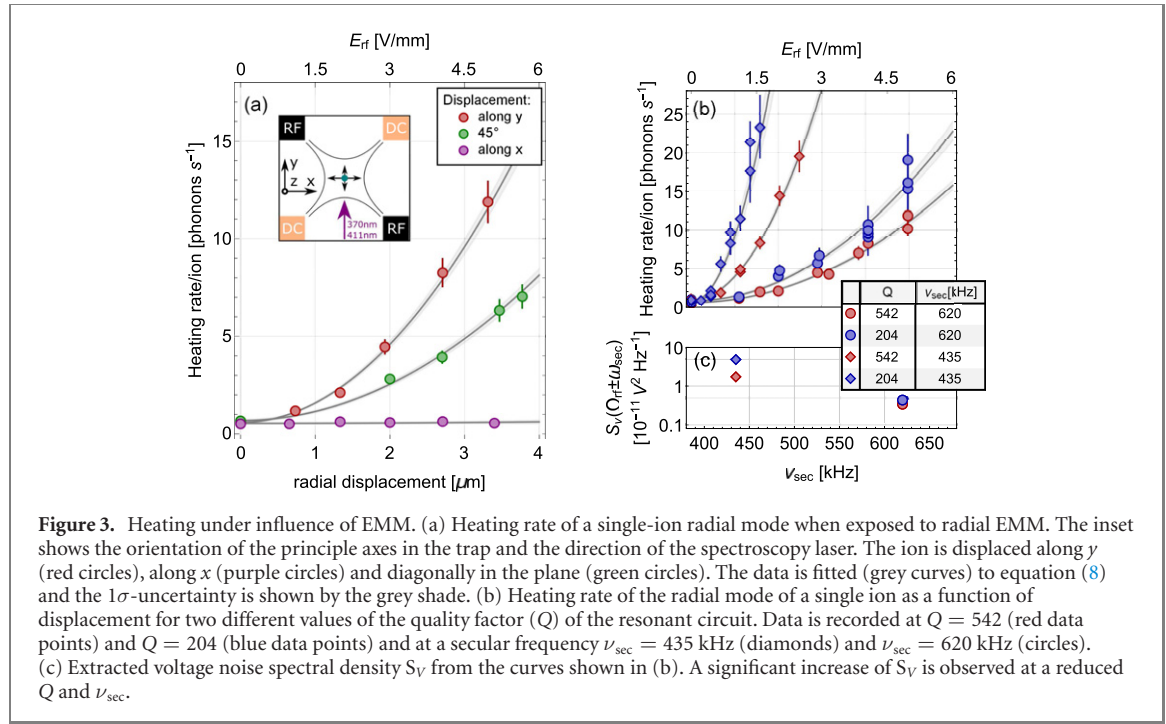 E_rf [V/mm]
0 1.5 3 4.5 6
(a)
Displacement:
along y
45°
along x
RF
DC
y
z x
370nm
411nm
DC
RF
15
10
5
0
Heating rate/ion [phonons s⁻¹]
0 1 2 3 4
radial displacement [μm]
E_rf [V/mm]
0 1.5 3 5 6
(b)
25
20
15
10
5
0
Heating rate/ion [phonons s⁻¹]
Q ν_sec[kHz]
542 620
204 620
542 435
204 435
(c)
10
1
0.1
S_V(Ω_rf±ω_sec)
[10⁻¹¹ V² Hz⁻¹]
400 450 500 550 600 650
ν_sec [kHz]
Figure 3. Heating under influence of EMM. (a) Heating rate of a single-ion radial mode when exposed to radial EMM. The inset
shows the orientation of the principle axes in the trap and the direction of the spectroscopy laser. The ion is displaced along y
(red circles), along x (purple circles) and diagonally in the plane (green circles). The data is fitted (grey curves) to equation (8)
and the 1σ-uncertainty is shown by the grey shade. (b) Heating rate of the radial mode of a single ion as a function of
displacement for two different values of the quality factor (Q) of the resonant circuit. Data is recorded at Q = 542 (red data
points) and Q = 204 (blue data points) and at a secular frequency ν_sec = 435 kHz (diamonds) and ν_sec = 620 kHz (circles).
(c) Extracted voltage noise spectral density S_V from the curves shown in (b). A significant increase of S_V is observed at a reduced
Q and ν_sec.